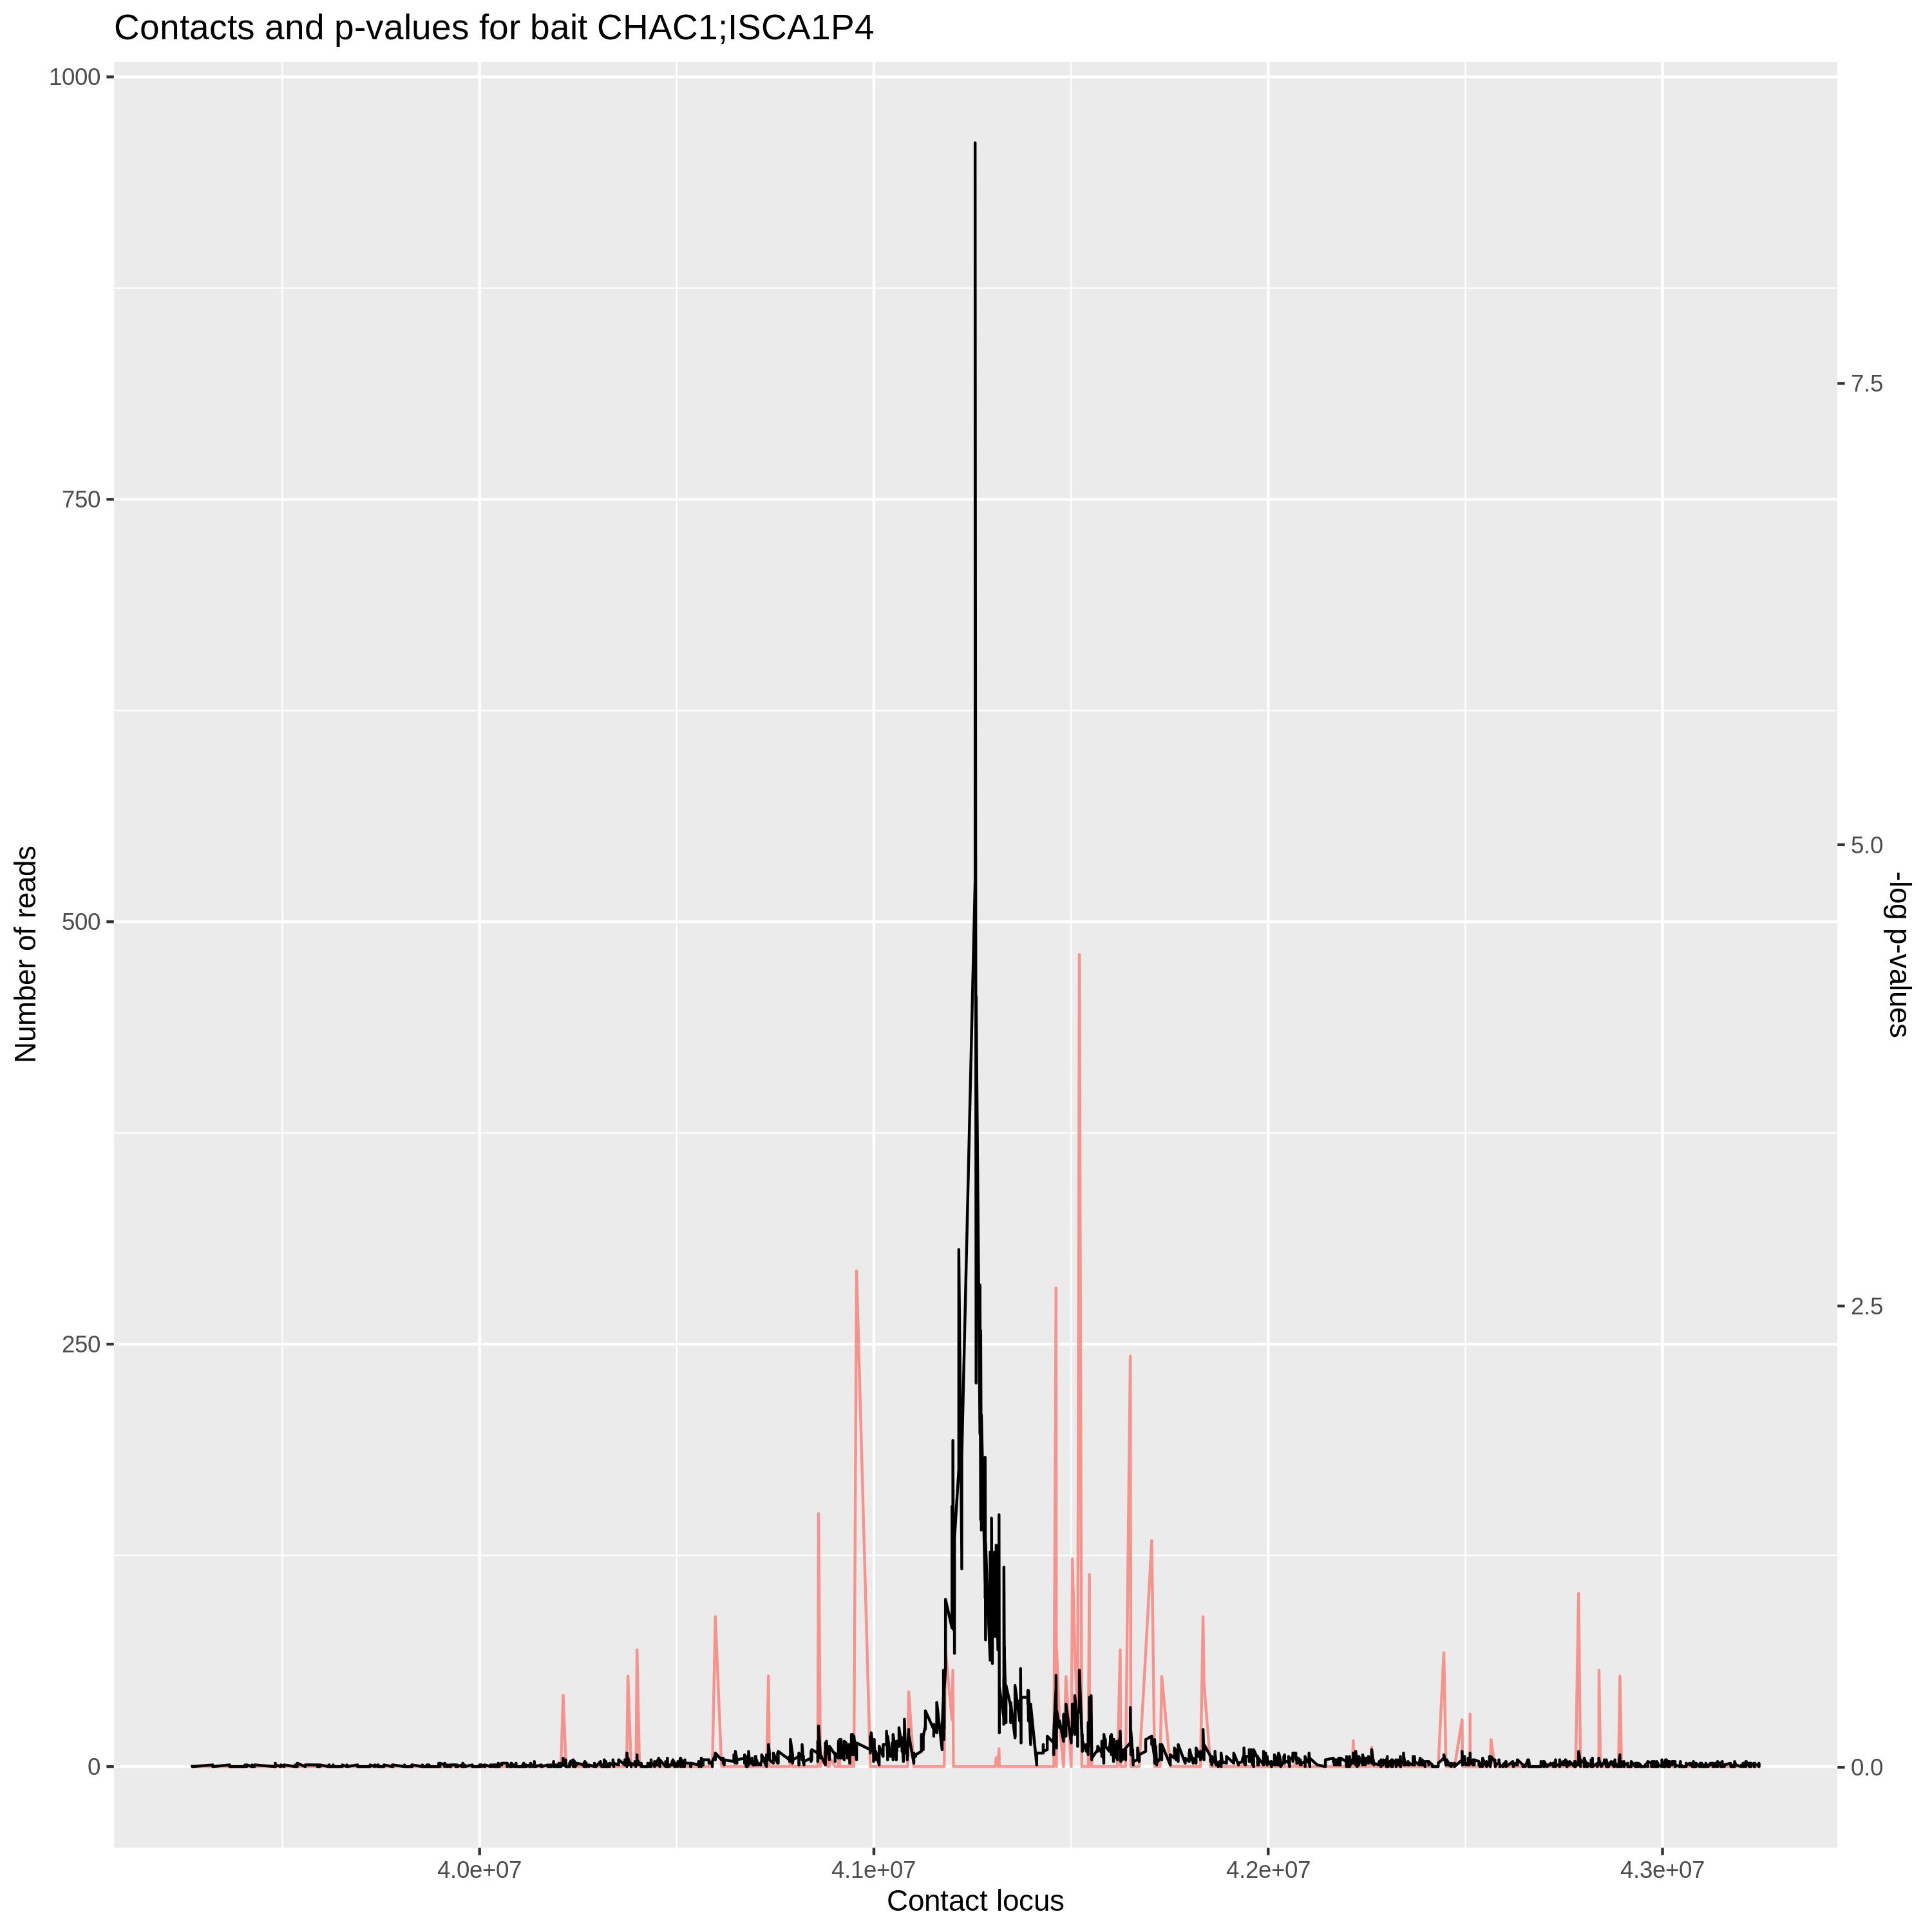 Contacts and p-values for bait CHAC1;ISCA1P4
1000
750
500
250
0
Number of reads
7.5
5.0
2.5
0.0
-log p-values
4.0e+07
4.1e+07
4.2e+07
4.3e+07
Contact locus